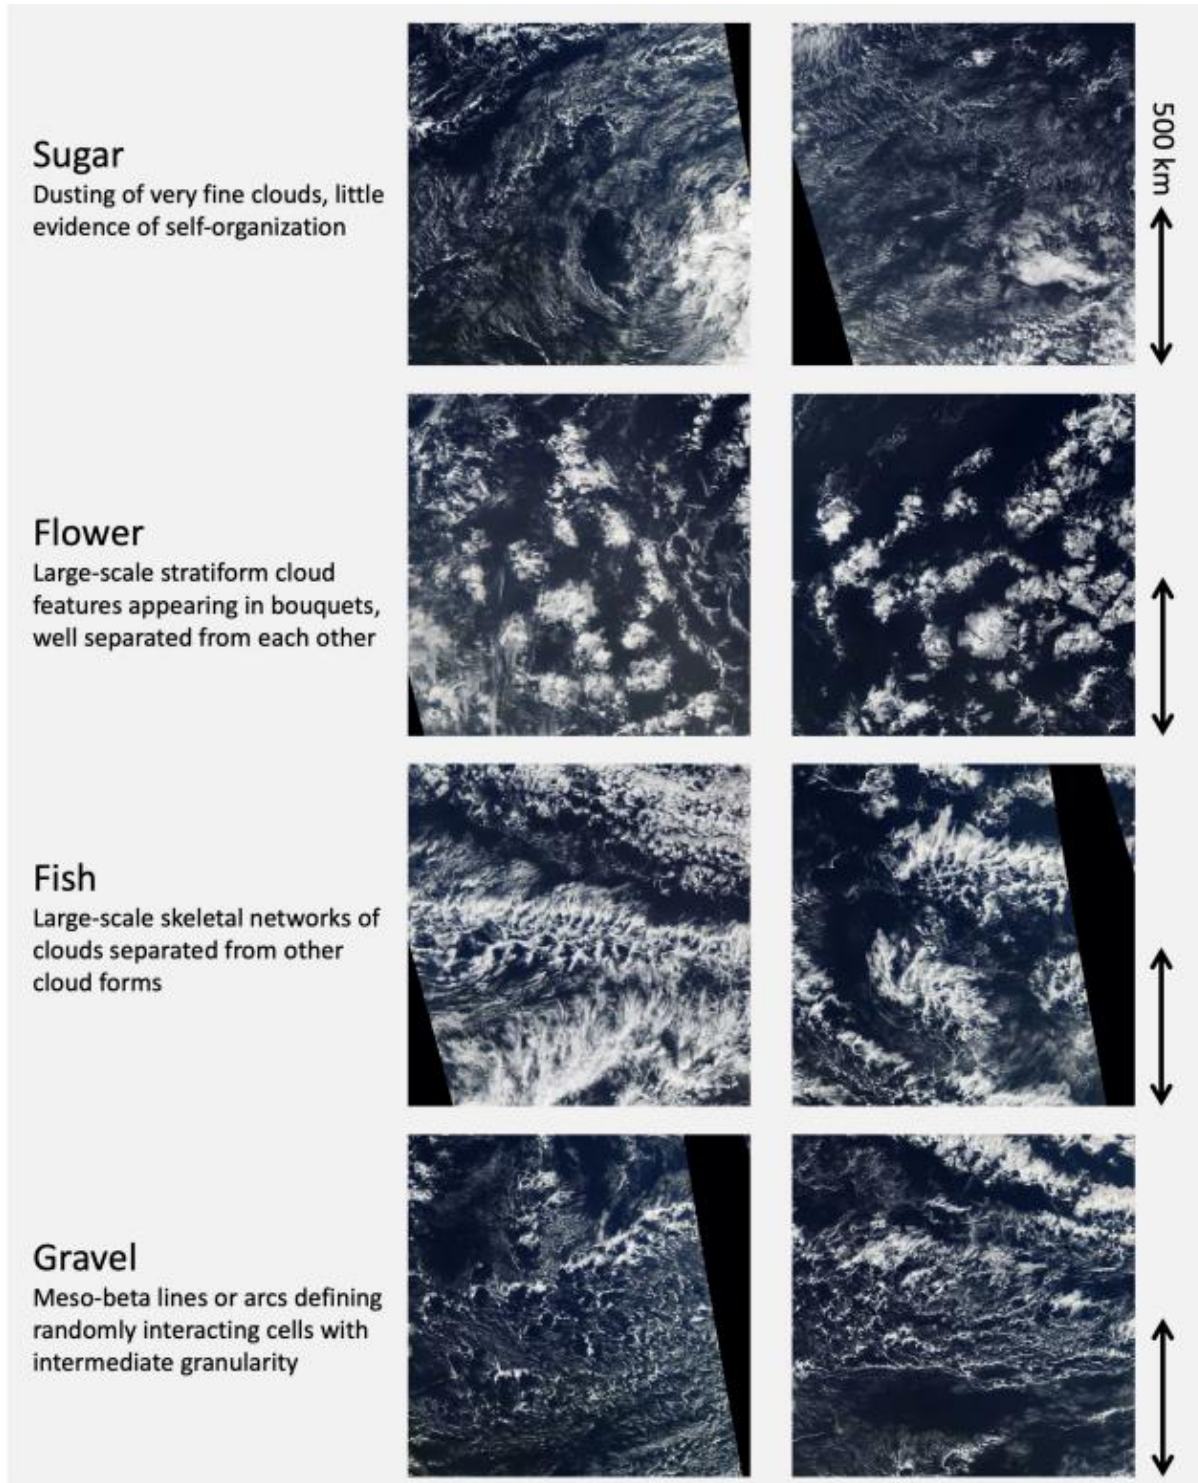 Sugar
Dusting of very fine clouds, little
evidence of self-organization
500 km
Flower
Large-scale stratiform cloud
features appearing in bouquets,
well separated from each other
Fish
Large-scale skeletal networks of
clouds separated from other
cloud forms
Gravel
Meso-beta lines or arcs defining
randomly interacting cells with
intermediate granularity